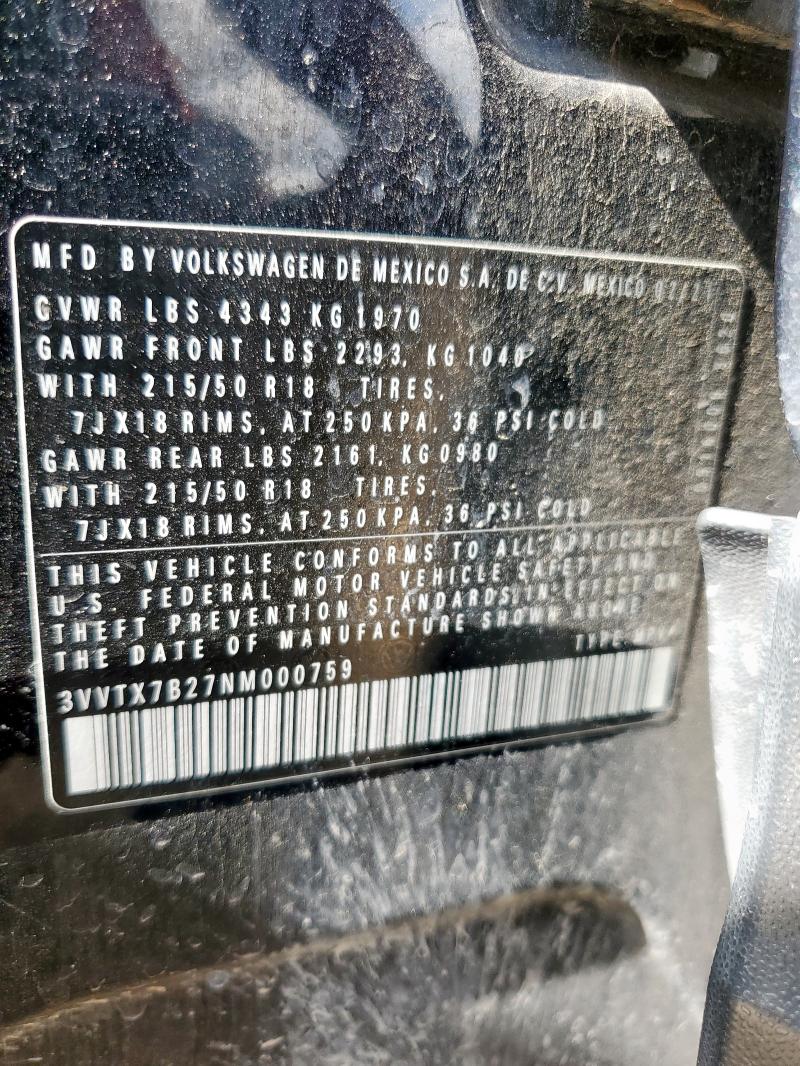 MFD BY VOLKSWAGEN DE MEXICO S.A. DE C.V. MEXICO
GVWR LBS 4343 KG 1970
GAWR FRONT LBS 2293, KG 1040
WITH 215/50 R18 TIRES,
7JX18 RIMS, AT 250 KPA, 36 PSI COLD
GAWR REAR LBS 2161, KG 0980
WITH 215/50 R18 TIRES,
7JX18 RIMS, AT 250 KPA, 36 PSI COLD
THIS VEHICLE CONFORMS TO ALL APPLICABLE
U.S. FEDERAL MOTOR VEHICLE SAFETY AND
THEFT PREVENTION STANDARDS IN EFFECT ON
THE DATE OF MANUFACTURE SHOWN ABOVE
TYPE:
3VVTX7B27NM000759